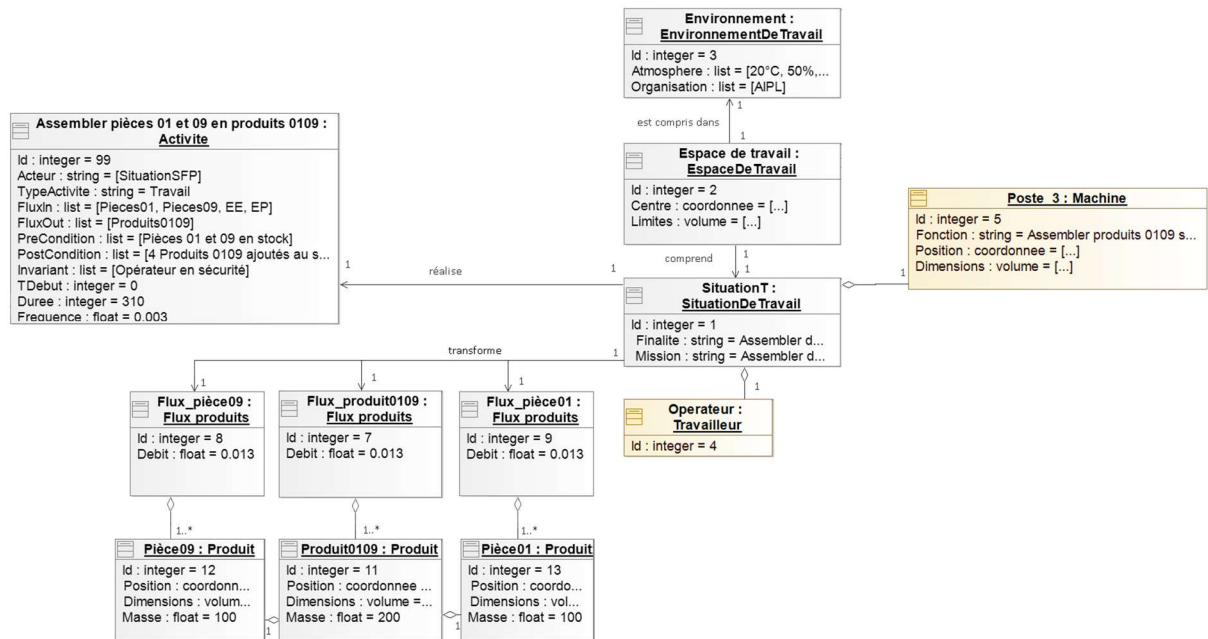 Environnement :
EnvironnementDeTravail
Id : integer = 3
Atmosphere : list = [20°C, 50%,...
Organisation : list = [AIPL]
1
est compris dans
1
Assembler pièces 01 et 09 en produits 0109 :
Activite
Id : integer = 99
Acteur : string = [SituationSFP]
TypeActivite : string = Travail
FluxIn : list = [Pieces01, Pieces09, EE, EP]
FluxOut : list = [Produits0109]
PreCondition : list = [Pièces 01 et 09 en stock]
PostCondition : list = [4 Produits 0109 ajoutés au s...
Invariant : list = [Opérateur en sécurité]
TDebut : integer = 0
Duree : integer = 310
Frequence : float = 0.003
Espace de travail :
EspaceDeTravail
Id : integer = 2
Centre : coordonnee = [...]
Limites : volume = [...]
Poste_3 : Machine
Id : integer = 5
Fonction : string = Assembler produits 0109 s...
Position : coordonnee = [...]
Dimensions : volume = [...]
comprend
1
1
1
réalise
1
1
SituationT :
SituationDeTravail
Id : integer = 1
Finalite : string = Assembler d...
Mission : string = Assembler d...
1
transforme
1
1
1
1
1
Operateur :
Travailleur
Id : integer = 4
Flux_pièce09 :
Flux produits
Id : integer = 8
Debit : float = 0.013
Flux_produit0109 :
Flux produits
Id : integer = 7
Debit : float = 0.013
Flux_pièce01 :
Flux produits
Id : integer = 9
Debit : float = 0.013
1..*
1..*
1..*
Pièce09 : Produit
Id : integer = 12
Position : coordonn...
Dimensions : volum...
Masse : float = 100
1
Produit0109 : Produit
Id : integer = 11
Position : coordonnee ...
Dimensions : volume =...
Masse : float = 200
1
Pièce01 : Produit
Id : integer = 13
Position : coordo...
Dimensions : vol...
Masse : float = 100